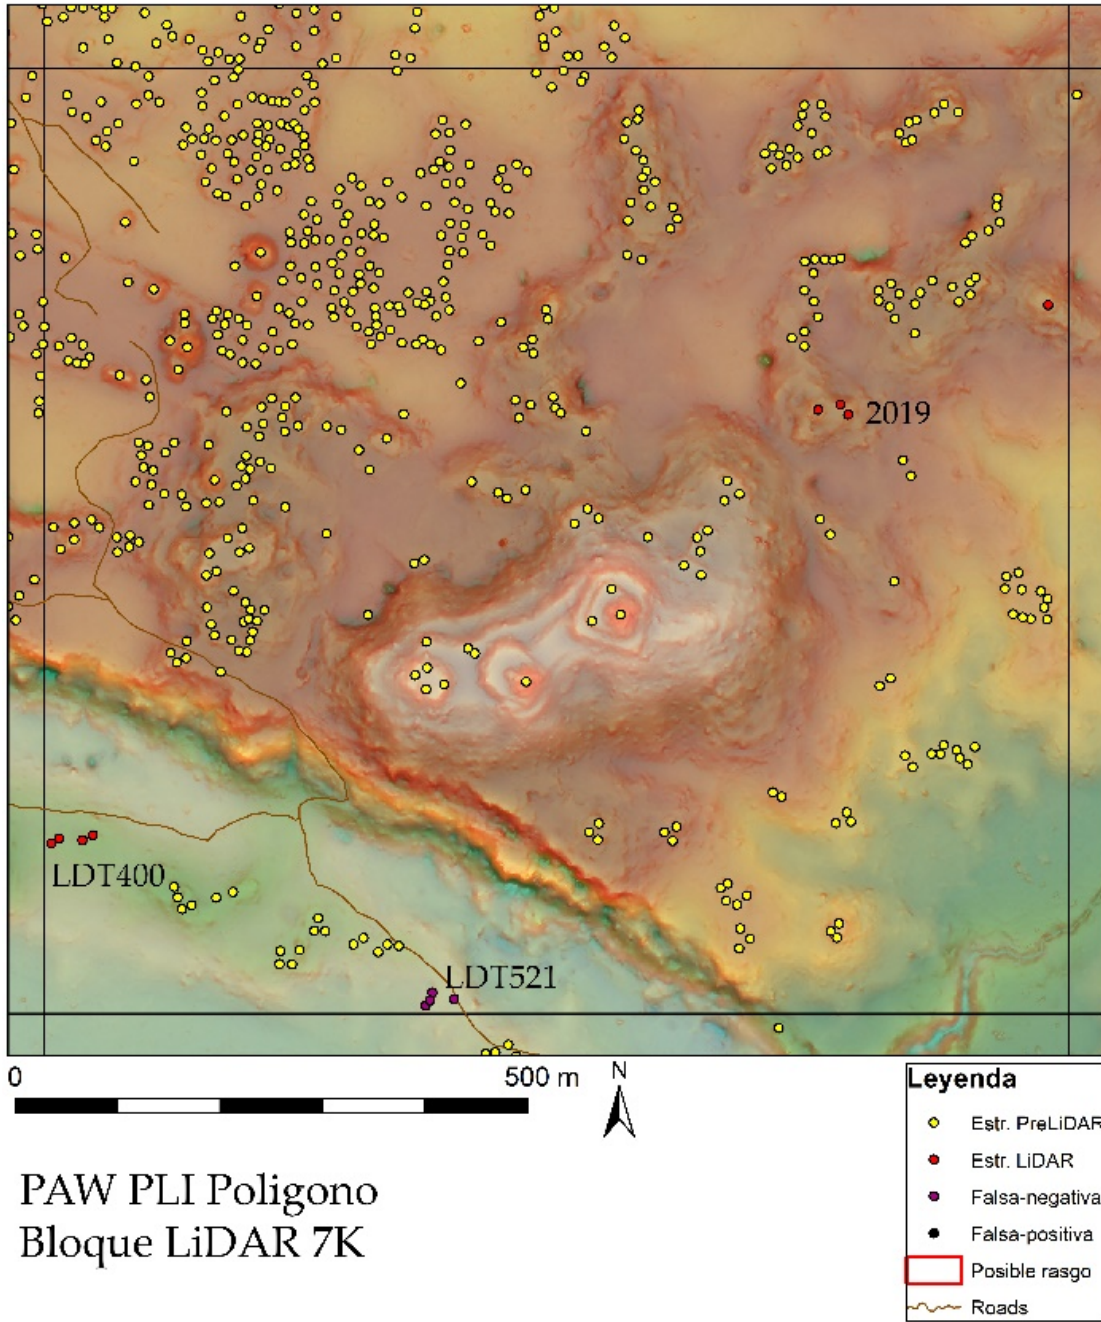 2019
LDT400
LDT521
0 500 m N
PAW PLI Poligono
Bloque LiDAR 7K
Leyenda
Estr. PreLiDAR
Estr. LiDAR
Falsa-negativa
Falsa-positiva
Posible rasgo
Roads